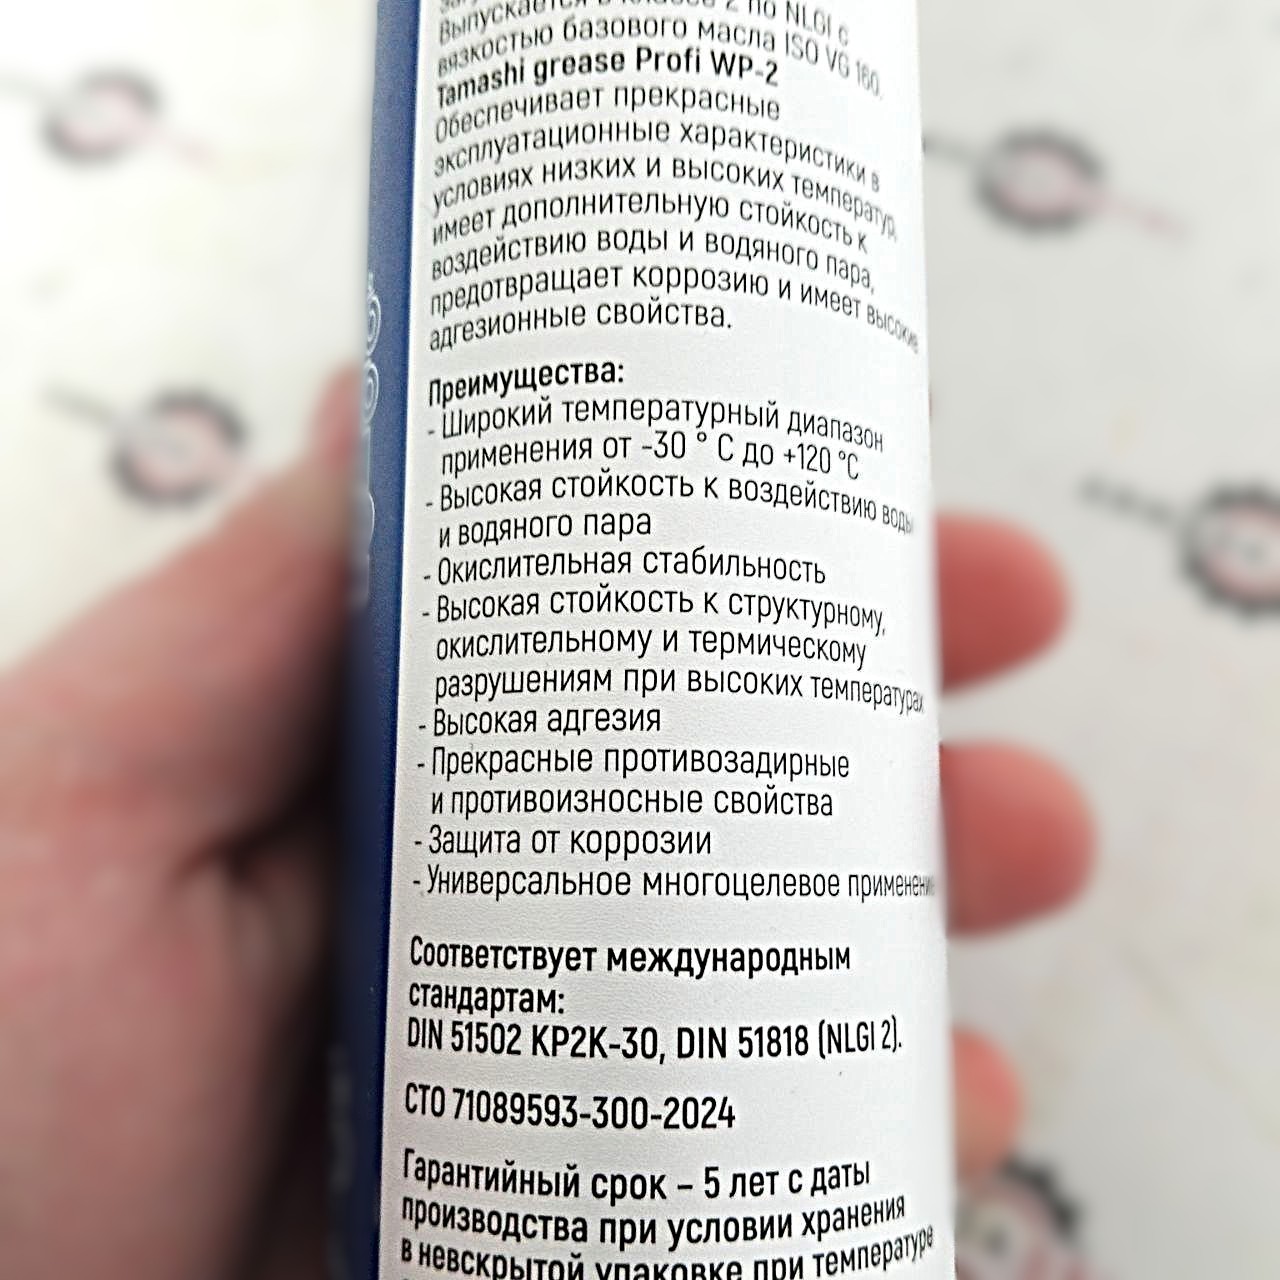 Выпускается в классе 2 по NLGI с
вязкостью базового масла ISO VG 160.
Tamashi grease Profi WP-2
Обеспечивает прекрасные
эксплуатационные характеристики в
условиях низких и высоких температур,
имеет дополнительную стойкость к
воздействию воды и водяного пара,
предотвращает коррозию и имеет высокие
адгезионные свойства.
Преимущества:
- Широкий температурный диапазон
применения от -30 ° C до +120 °C
- Высокая стойкость к воздействию воды
и водяного пара
- Окислительная стабильность
- Высокая стойкость к структурному,
окислительному и термическому
разрушениям при высоких температурах
- Высокая адгезия
- Прекрасные противозадирные
и противоизносные свойства
- Защита от коррозии
- Универсальное многоцелевое применение
Соответствует международным
стандартам:
DIN 51502 KP2K-30, DIN 51818 (NLGI 2).
СТО 71089593-300-2024
Гарантийный срок – 5 лет с даты
производства при условии хранения
в невскрытой упаковке при температуре